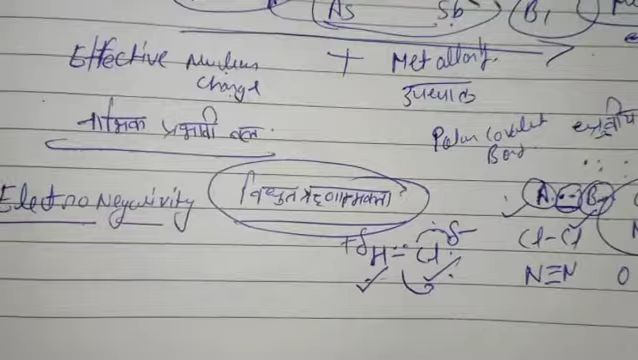 As Sb Bi
Effective Nucleus + Metalloid
Charge उपधातु
नाभिक प्रभावी बल Polar Covalent
Bond
Electro Negativity विद्युत ऋणात्मकता A : B
+δ H : Cl δ- Cl-Cl
N≡N O